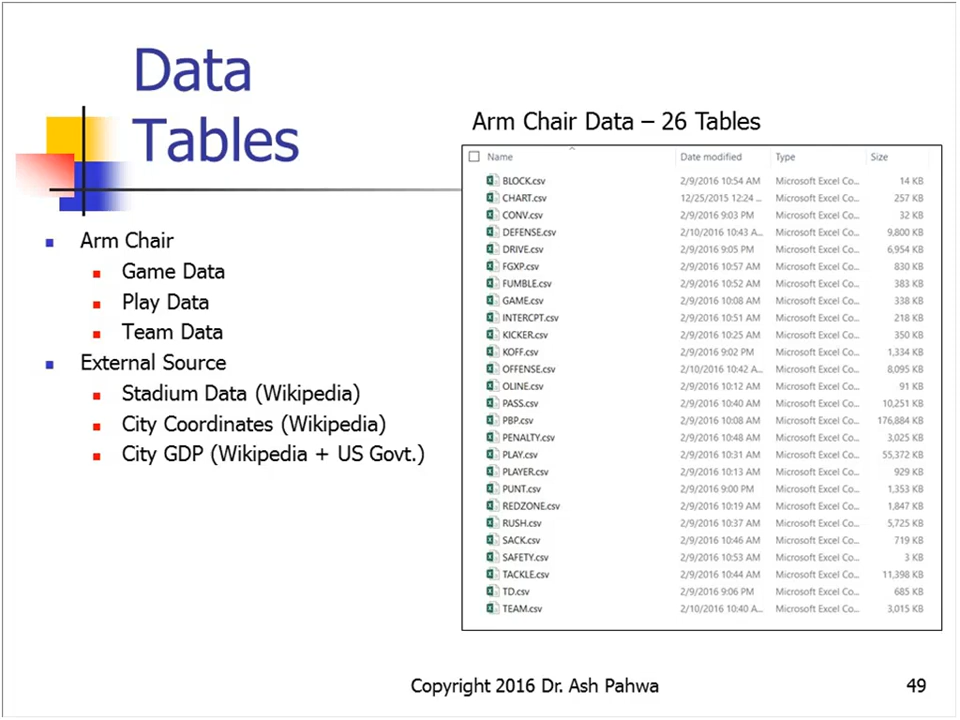 Data
Tables
Arm Chair Data – 26 Tables
Name Date modified Type Size
BLOCK.csv 2/9/2016 10:54 AM Microsoft Excel Co... 14 KB
CHART.csv 12/25/2015 12:24 ... Microsoft Excel Co... 257 KB
CONV.csv 2/9/2016 9:03 PM Microsoft Excel Co... 32 KB
DEFENSE.csv 2/10/2016 10:43 A... Microsoft Excel Co... 9,800 KB
DRIVE.csv 2/9/2016 9:05 PM Microsoft Excel Co... 6,954 KB
FGXP.csv 2/9/2016 10:57 AM Microsoft Excel Co... 830 KB
FUMBLE.csv 2/9/2016 10:52 AM Microsoft Excel Co... 383 KB
GAME.csv 2/9/2016 10:08 AM Microsoft Excel Co... 338 KB
INTERCPT.csv 2/9/2016 10:51 AM Microsoft Excel Co... 218 KB
KICKER.csv 2/9/2016 10:25 AM Microsoft Excel Co... 350 KB
KOFF.csv 2/9/2016 9:02 PM Microsoft Excel Co... 1,334 KB
OFFENSE.csv 2/10/2016 10:42 A... Microsoft Excel Co... 8,095 KB
OLINE.csv 2/9/2016 10:12 AM Microsoft Excel Co... 91 KB
PASS.csv 2/9/2016 10:40 AM Microsoft Excel Co... 10,251 KB
PBP.csv 2/9/2016 10:08 AM Microsoft Excel Co... 176,884 KB
PENALTY.csv 2/9/2016 10:48 AM Microsoft Excel Co... 3,025 KB
PLAY.csv 2/9/2016 10:31 AM Microsoft Excel Co... 55,372 KB
PLAYER.csv 2/9/2016 10:13 AM Microsoft Excel Co... 929 KB
PUNT.csv 2/9/2016 9:00 PM Microsoft Excel Co... 1,353 KB
REDZONE.csv 2/9/2016 10:19 AM Microsoft Excel Co... 1,847 KB
RUSH.csv 2/9/2016 10:37 AM Microsoft Excel Co... 5,725 KB
SACK.csv 2/9/2016 10:46 AM Microsoft Excel Co... 719 KB
SAFETY.csv 2/9/2016 10:53 AM Microsoft Excel Co... 3 KB
TACKLE.csv 2/9/2016 10:44 AM Microsoft Excel Co... 11,398 KB
TD.csv 2/9/2016 9:06 PM Microsoft Excel Co... 685 KB
TEAM.csv 2/10/2016 10:40 A... Microsoft Excel Co... 3,015 KB
Arm Chair
Game Data
Play Data
Team Data
External Source
Stadium Data (Wikipedia)
City Coordinates (Wikipedia)
City GDP (Wikipedia + US Govt.)
Copyright 2016 Dr. Ash Pahwa
49